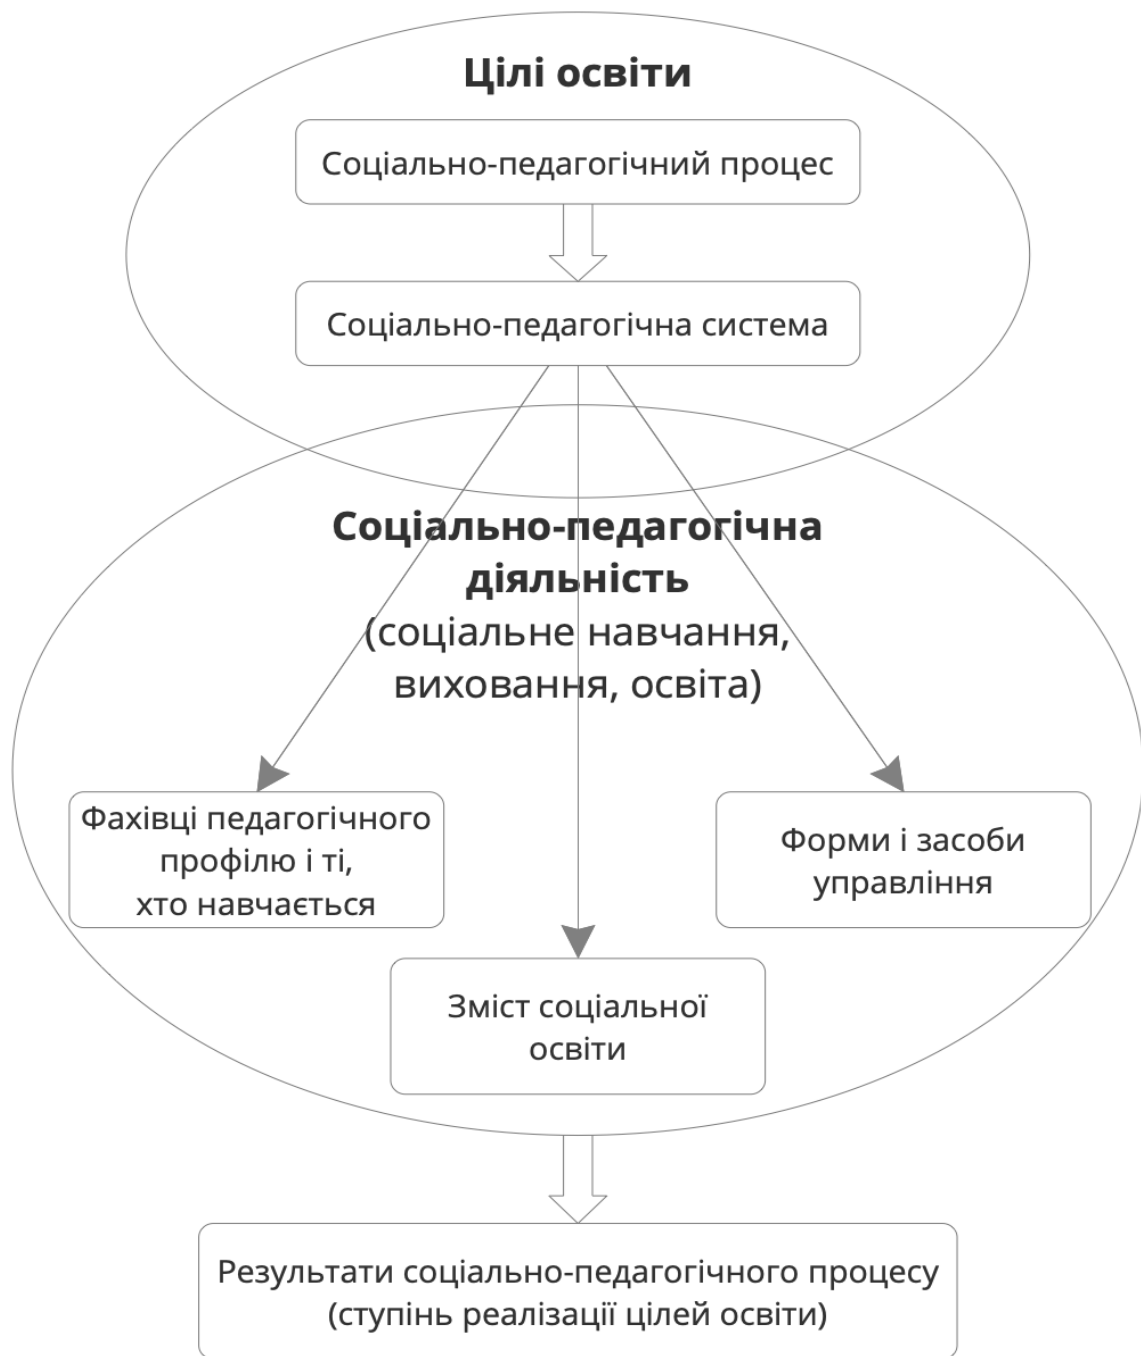 Цілі освіти
Соціально-педагогічний процес
Соціально-педагогічна система
Соціально-педагогічна
діяльність
(соціальне навчання,
виховання, освіта)
Фахівці педагогічного
профілю і ті,
хто навчається
Форми і засоби
управління
Зміст соціальної
освіти
Результати соціально-педагогічного процесу
(ступінь реалізації цілей освіти)